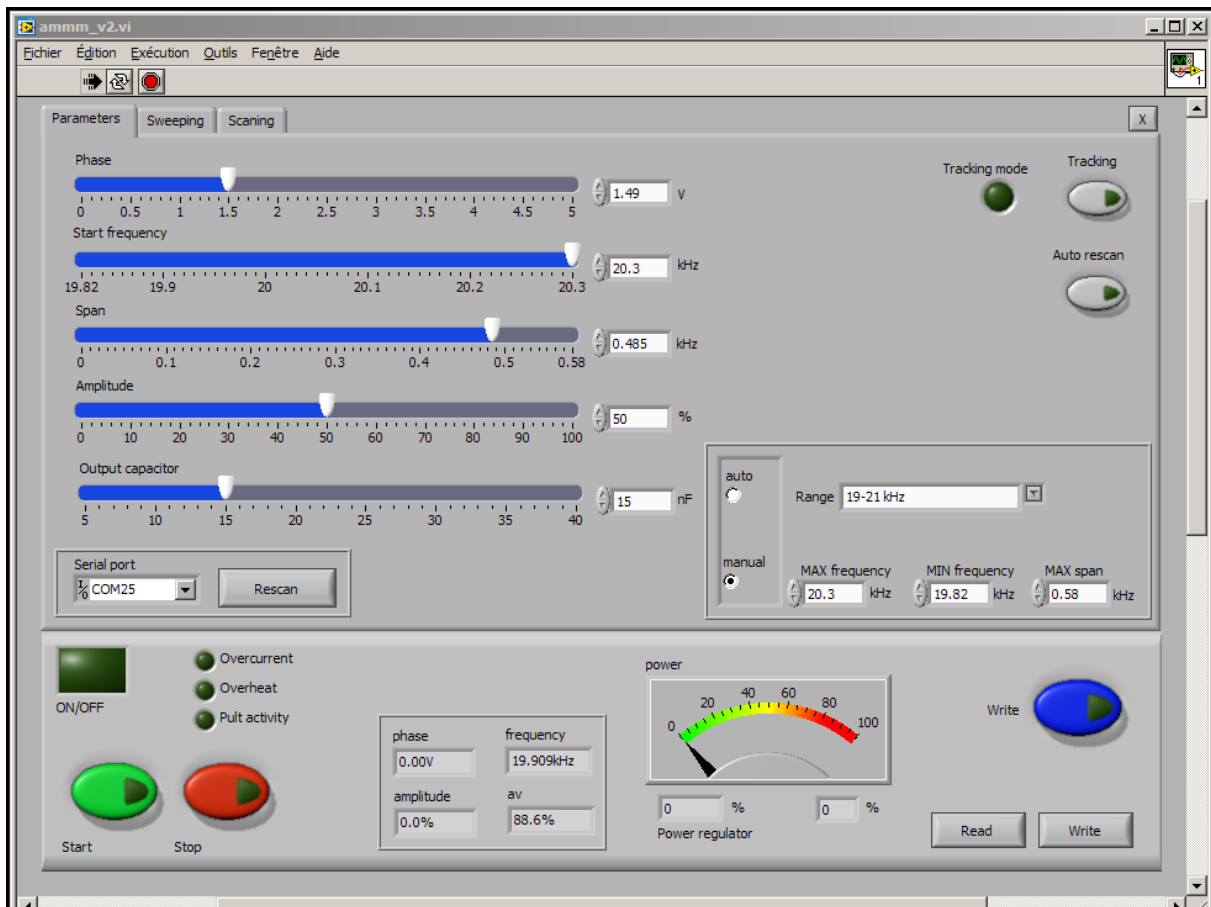 ammm_v2.vi
Fichier Édition Exécution Outils Fenêtre Aide
1
Parameters Sweeping Scaning X
Phase
1.49 V
0 0.5 1 1.5 2 2.5 3 3.5 4 4.5 5
Tracking mode Tracking
Start frequency
20.3 kHz
19.82 19.9 20 20.1 20.2 20.3
Auto rescan
Span
0.485 kHz
0 0.1 0.2 0.3 0.4 0.5 0.58
Amplitude
50 %
0 10 20 30 40 50 60 70 80 90 100
Output capacitor
15 nF
5 10 15 20 25 30 35 40
auto
Range 19-21 kHz
manual
MAX frequency MIN frequency MAX span
20.3 kHz 19.82 kHz 0.58 kHz
Serial port
I/O COM25 Rescan
ON/OFF
Overcurrent
Overheat
Pult activity
Start Stop
phase frequency
0.00V 19.909kHz
amplitude av
0.0% 88.6%
power
0 20 40 60 80 100
0 % 0 %
Power regulator
Write
Read Write